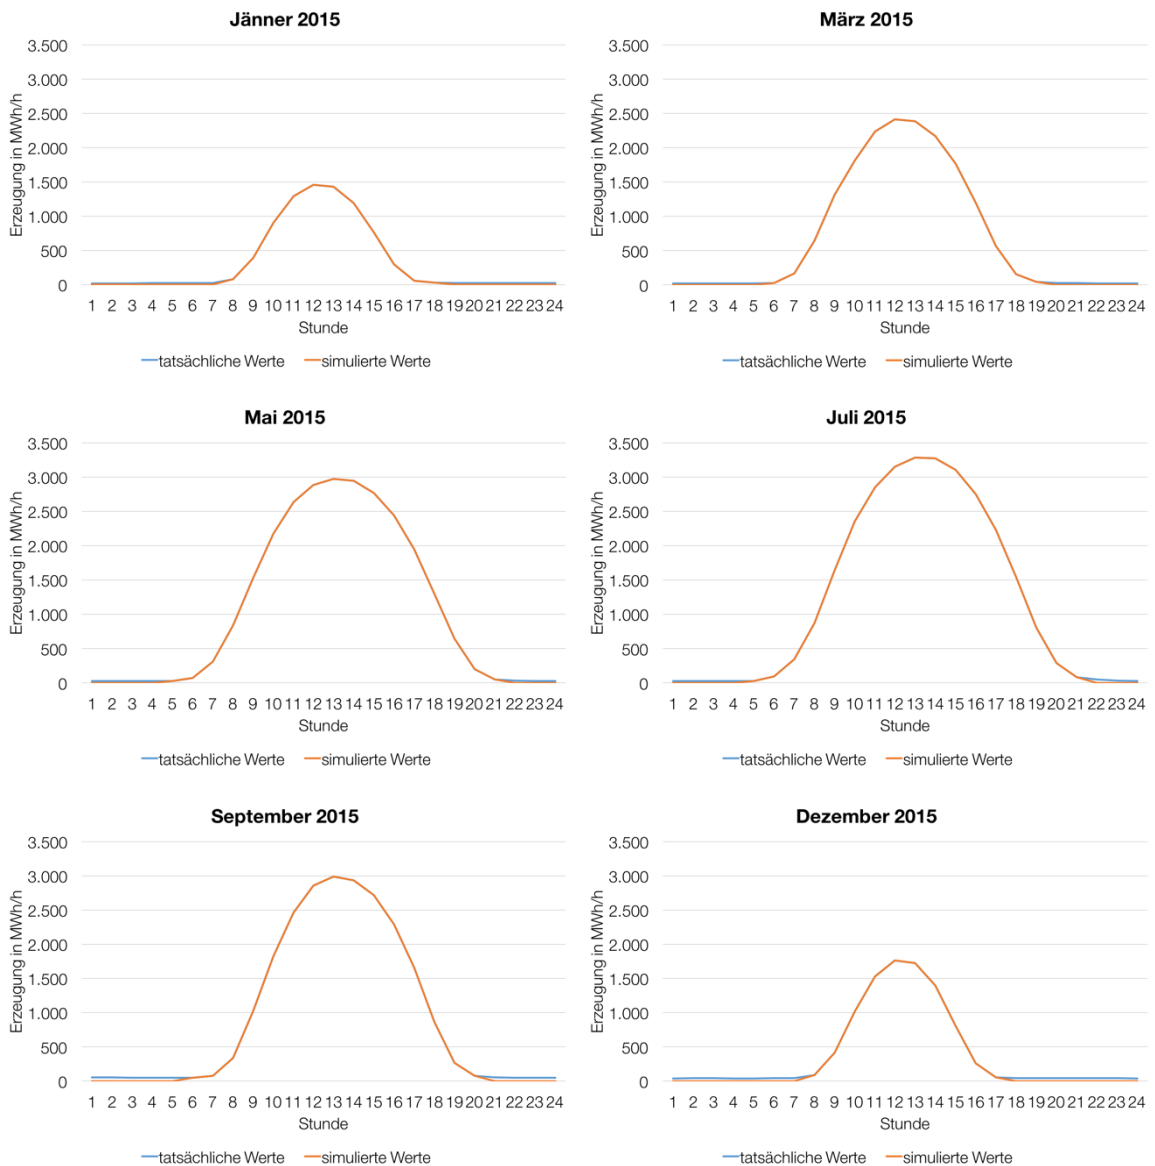 Jänner 2015
3.500
3.000
2.500
2.000
1.500
1.000
500
0
Erzeugung in MWh/h
1 2 3 4 5 6 7 8 9 10 11 12 13 14 15 16 17 18 19 20 21 22 23 24
Stunde
tatsächliche Werte simulierte Werte
März 2015
3.500
3.000
2.500
2.000
1.500
1.000
500
0
Erzeugung in MWh/h
1 2 3 4 5 6 7 8 9 10 11 12 13 14 15 16 17 18 19 20 21 22 23 24
Stunde
tatsächliche Werte simulierte Werte
Mai 2015
3.500
3.000
2.500
2.000
1.500
1.000
500
0
Erzeugung in MWh/h
1 2 3 4 5 6 7 8 9 10 11 12 13 14 15 16 17 18 19 20 21 22 23 24
Stunde
tatsächliche Werte simulierte Werte
Juli 2015
3.500
3.000
2.500
2.000
1.500
1.000
500
0
Erzeugung in MWh/h
1 2 3 4 5 6 7 8 9 10 11 12 13 14 15 16 17 18 19 20 21 22 23 24
Stunde
tatsächliche Werte simulierte Werte
September 2015
3.500
3.000
2.500
2.000
1.500
1.000
500
0
Erzeugung in MWh/h
1 2 3 4 5 6 7 8 9 10 11 12 13 14 15 16 17 18 19 20 21 22 23 24
Stunde
tatsächliche Werte simulierte Werte
Dezember 2015
3.500
3.000
2.500
2.000
1.500
1.000
500
0
Erzeugung in MWh/h
1 2 3 4 5 6 7 8 9 10 11 12 13 14 15 16 17 18 19 20 21 22 23 24
Stunde
tatsächliche Werte simulierte Werte